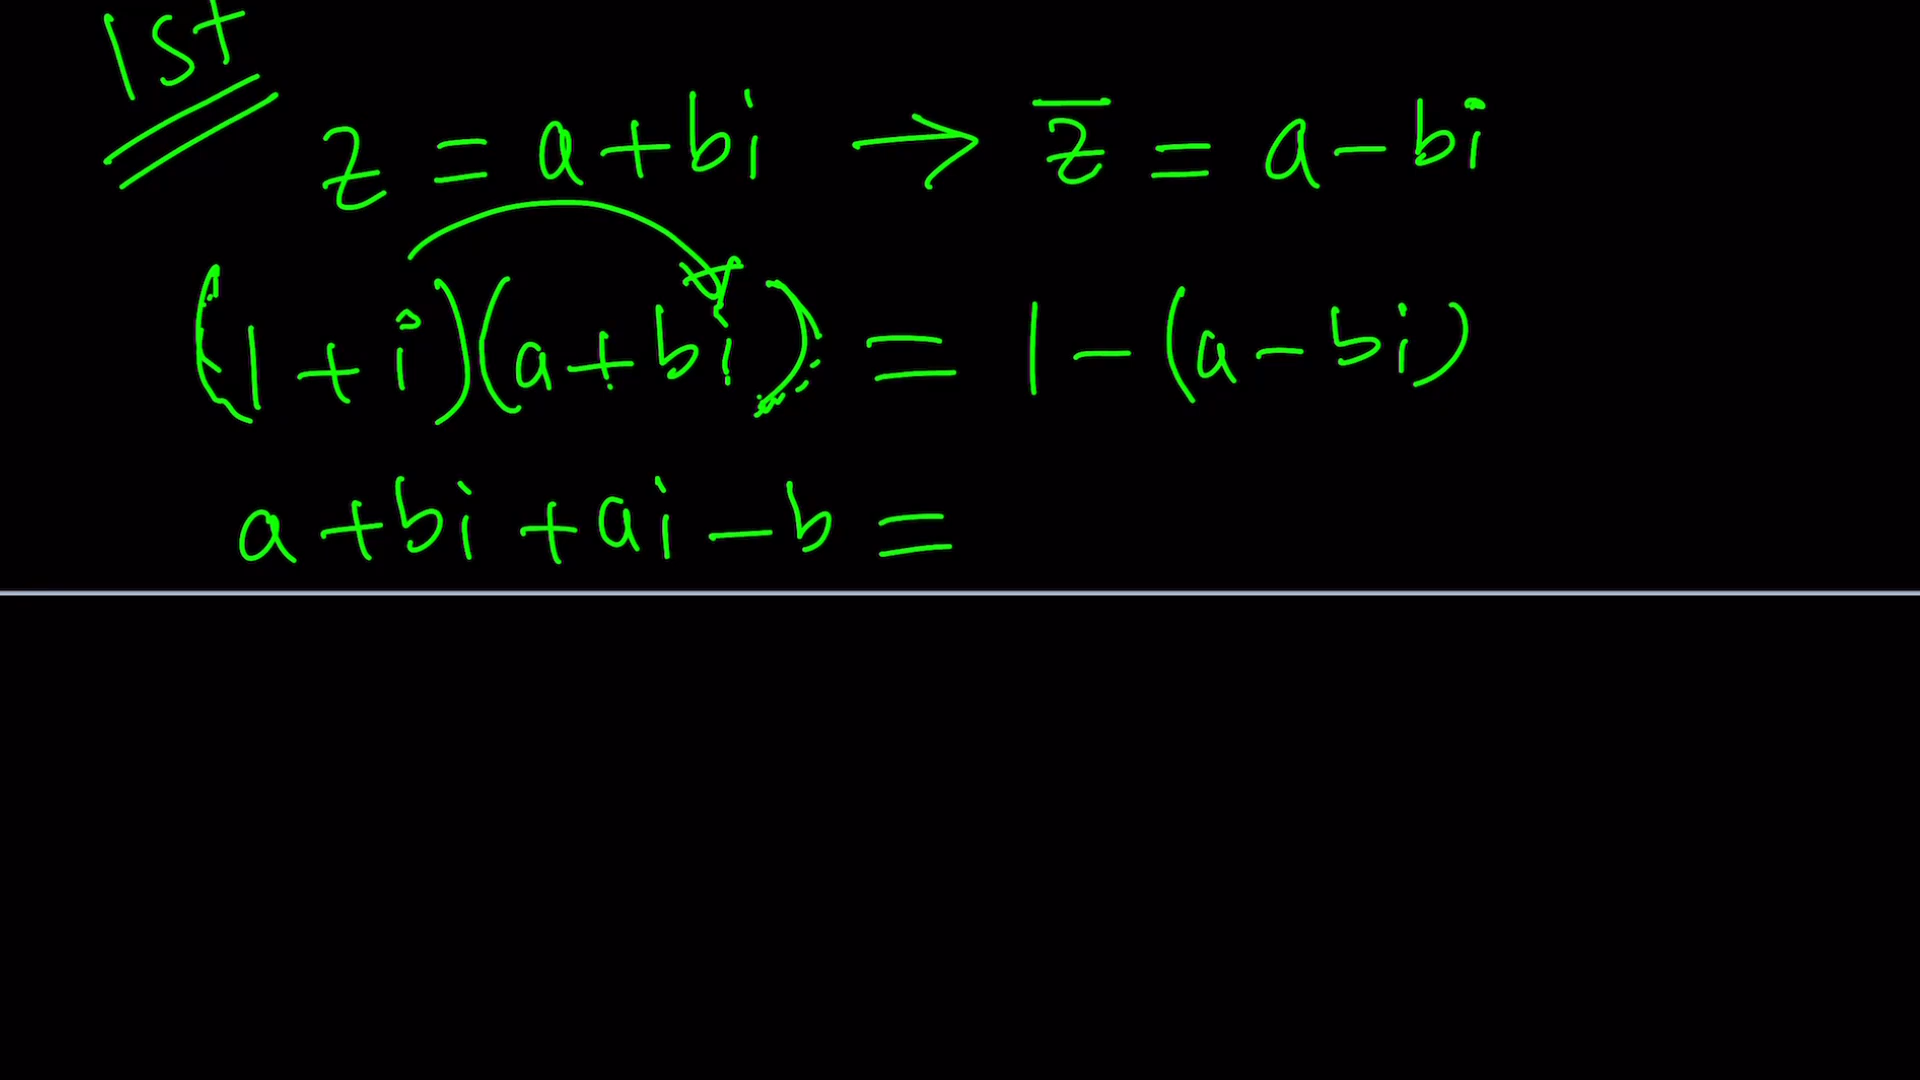 1st
z = a+bi → z̅ = a-bi
(1+i)(a+bi) = 1-(a-bi)
a+bi+ai-b=